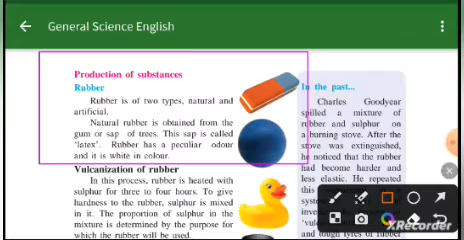 General Science English
Production of substances
Rubber
Rubber is of two types, natural and
artificial.
Natural rubber is obtained from the
gum or sap of trees. This sap is called
'latex'. Rubber has a peculiar odour
and it is white in colour.
Vulcanization of rubber
In this process, rubber is heated with
sulphur for three to four hours. To give
hardness to the rubber, sulphur is mixed
in it. The proportion of sulphur in the
mixture is determined by the purpose for
which the rubber will be used.
In the past...
Charles Goodyear
spilled a mixture of
rubber and sulphur on
a burning stove. After the
stove was extinguished,
he noticed that the rubber
had become harder and
less elastic. He repeated
this
system
inve
'vulc
and tough tyres of rubber
XRecorder